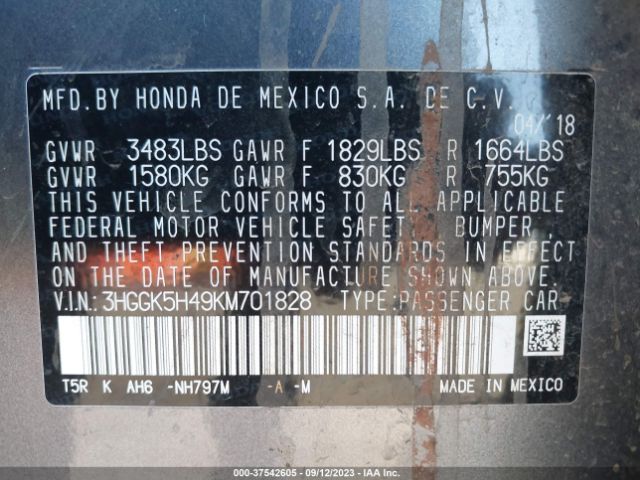 MFD. BY HONDA DE MEXICO S.A. DE C.V.
04/'18
GVWR 3483LBS GAWR F 1829LBS R 1664LBS
GVWR 1580KG GAWR F 830KG R 755KG
THIS VEHICLE CONFORMS TO ALL APPLICABLE
FEDERAL MOTOR VEHICLE SAFETY, BUMPER,
AND THEFT PREVENTION STANDARDS IN EFFECT
ON THE DATE OF MANUFACTURE SHOWN ABOVE.
V.I.N.: 3HGGK5H49KM701828 TYPE:PASSENGER CAR
T5R K AH6 -NH797M -A -M MADE IN MEXICO
000-37542605 - 09/12/2023 - IAA Inc.